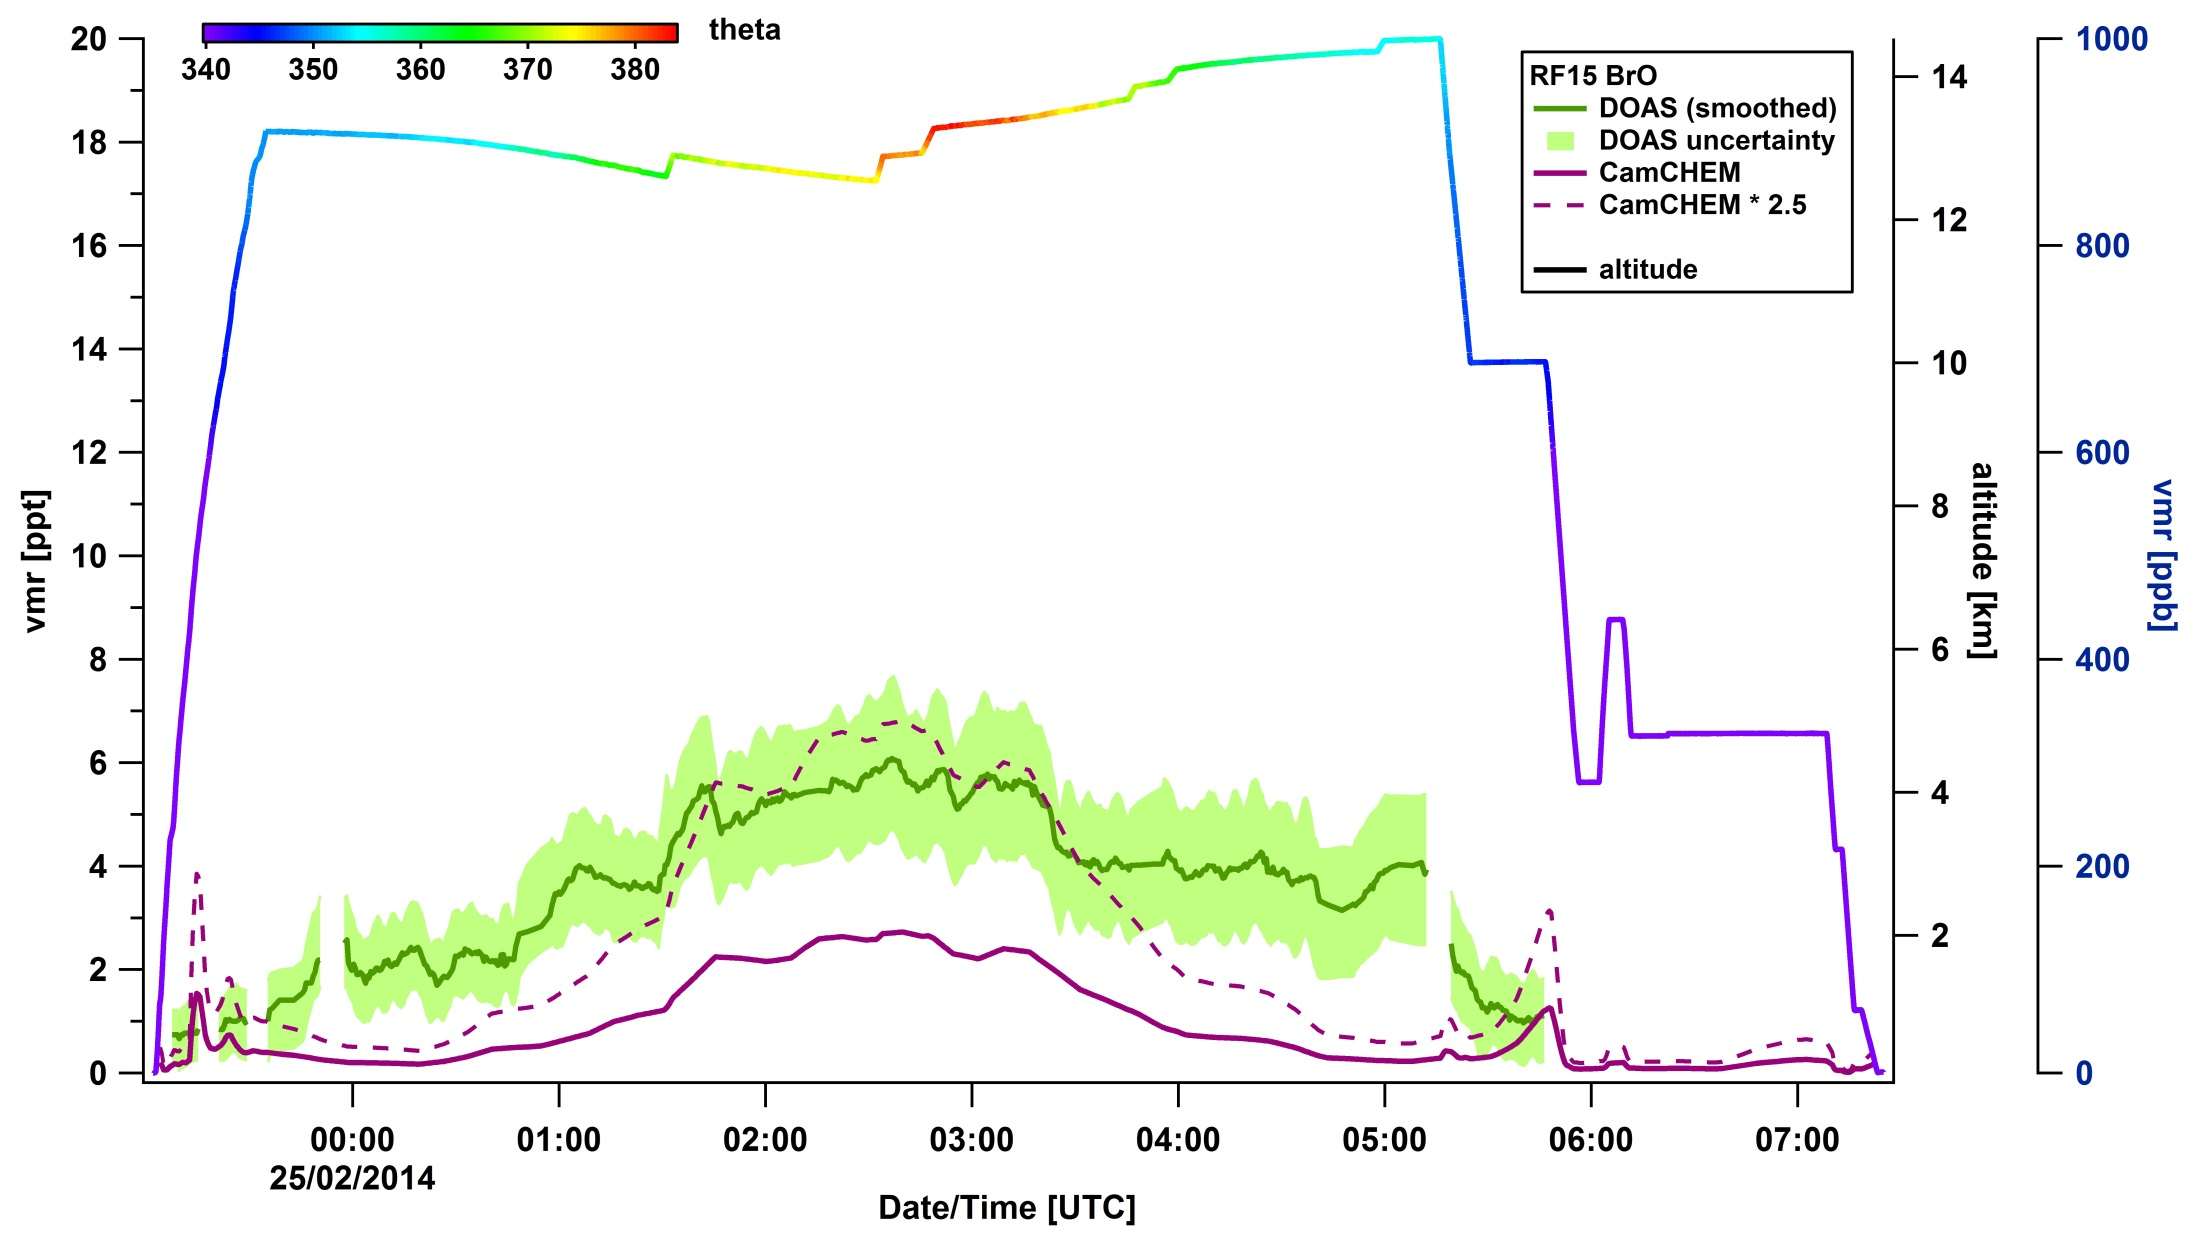 theta
340 350 360 370 380
20
18
16
14
12
10
8
6
4
2
0
vmr [ppt]
RF15 BrO
DOAS (smoothed)
DOAS uncertainty
CamCHEM
CamCHEM * 2.5
altitude
14
12
10
8
6
4
2
altitude [km]
1000
800
600
400
200
0
vmr [ppb]
00:00 01:00 02:00 03:00 04:00 05:00 06:00 07:00
25/02/2014
Date/Time [UTC]